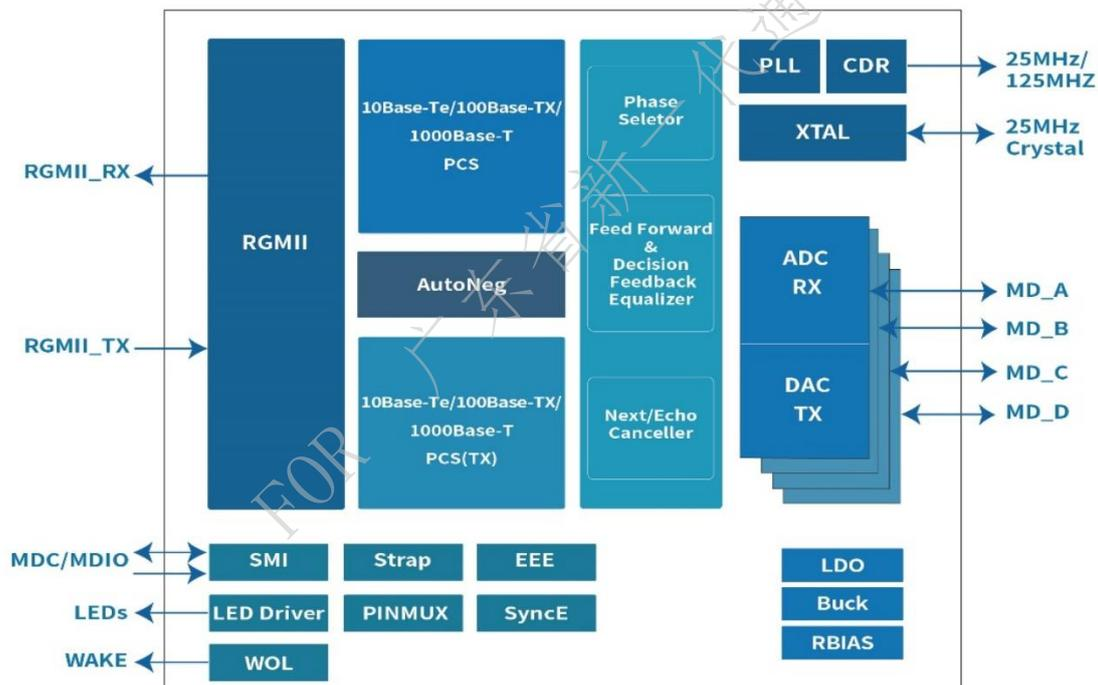 RGMII_RX
RGMII_TX
RGMII
10Base-Te/100Base-TX/
1000Base-T
PCS
AutoNeg
10Base-Te/100Base-TX/
1000Base-T
PCS(TX)
Phase
Seletor
Feed Forward
&
Decision
Feedback
Equalizer
Next/Echo
Canceller
PLL
CDR
25MHz/
125MHZ
XTAL
25MHz
Crystal
ADC
RX
DAC
TX
MD_A
MD_B
MD_C
MD_D
MDC/MDIO
SMI
Strap
EEE
LEDs
LED Driver
PINMUX
SyncE
WAKE
WOL
LDO
Buck
RBIAS
FOR 广东省新一代通